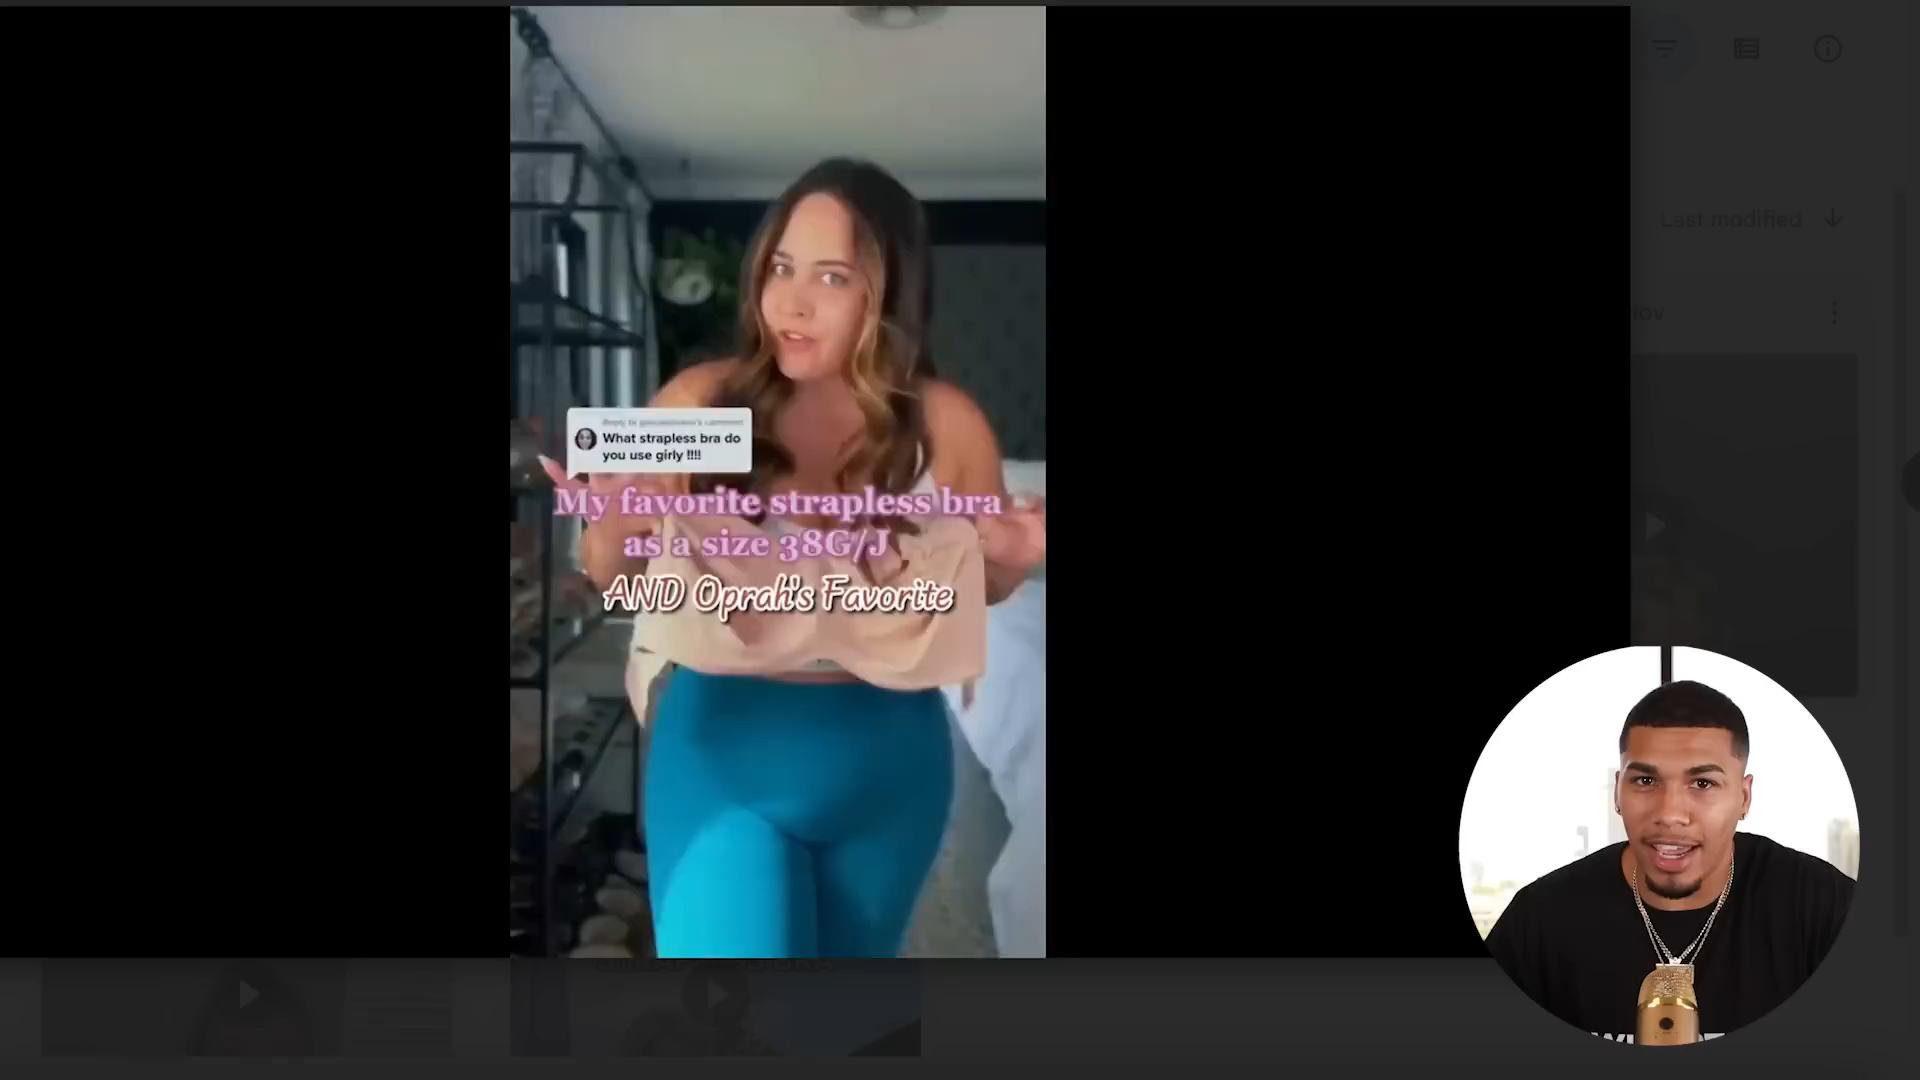 Last modified
What strapless bra do
you use girly !!!!
My favorite strapless bra
as a size 38G/J
AND Oprah's Favorite